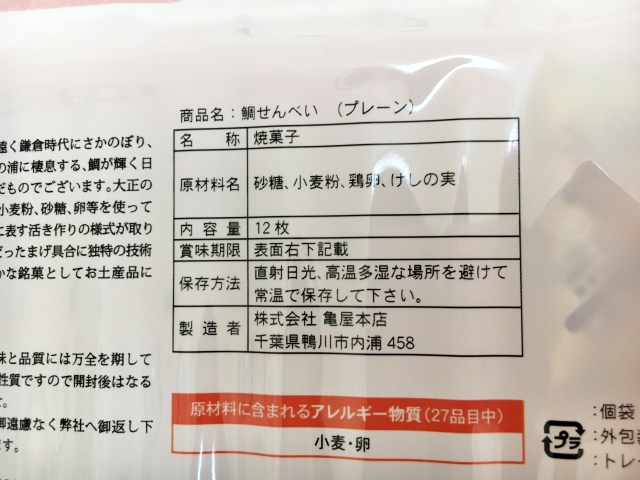 遠く鎌倉時代にさかのぼり、
の浦に棲息する、鯛が輝く日
だものでございます。大正の
小麦粉、砂糖、卵等を使って
に表す活き作りの様式が取り
だったまげ具合に独特の技術
かな銘菓としてお土産品に
味と品質には万全を期して
性質ですので開封後はなる
御遠慮なく弊社へ御返し下
ます。
商品名：鯛せんべい （プレーン）
名 称 焼菓子
原材料名 砂糖、小麦粉、鶏卵、けしの実
内容量 12枚
賞味期限 表面右下記載
保存方法 直射日光、高温多湿な場所を避けて
常温で保存して下さい。
製造者 株式会社 亀屋本店
千葉県鴨川市内浦 458
原材料に含まれるアレルギー物質（27品目中）
小麦・卵
プラ
：個袋
：外包装
：トレー